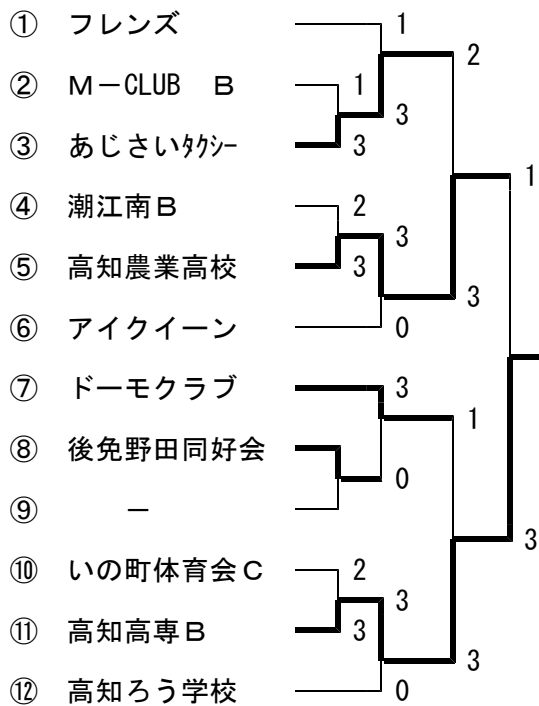 ① フレンズ 1
2
② M－CLUB　B 1
3
③ あじさいﾀｸｼｰ 3
1
④ 潮江南B 2
3
⑤ 高知農業高校 3
3
⑥ アイクイーン 0
⑦ ドーモクラブ 3
1
⑧ 後免野田同好会
0
⑨ －
3
⑩ いの町体育会C 2
3
⑪ 高知高専B 3
3
⑫ 高知ろう学校 0